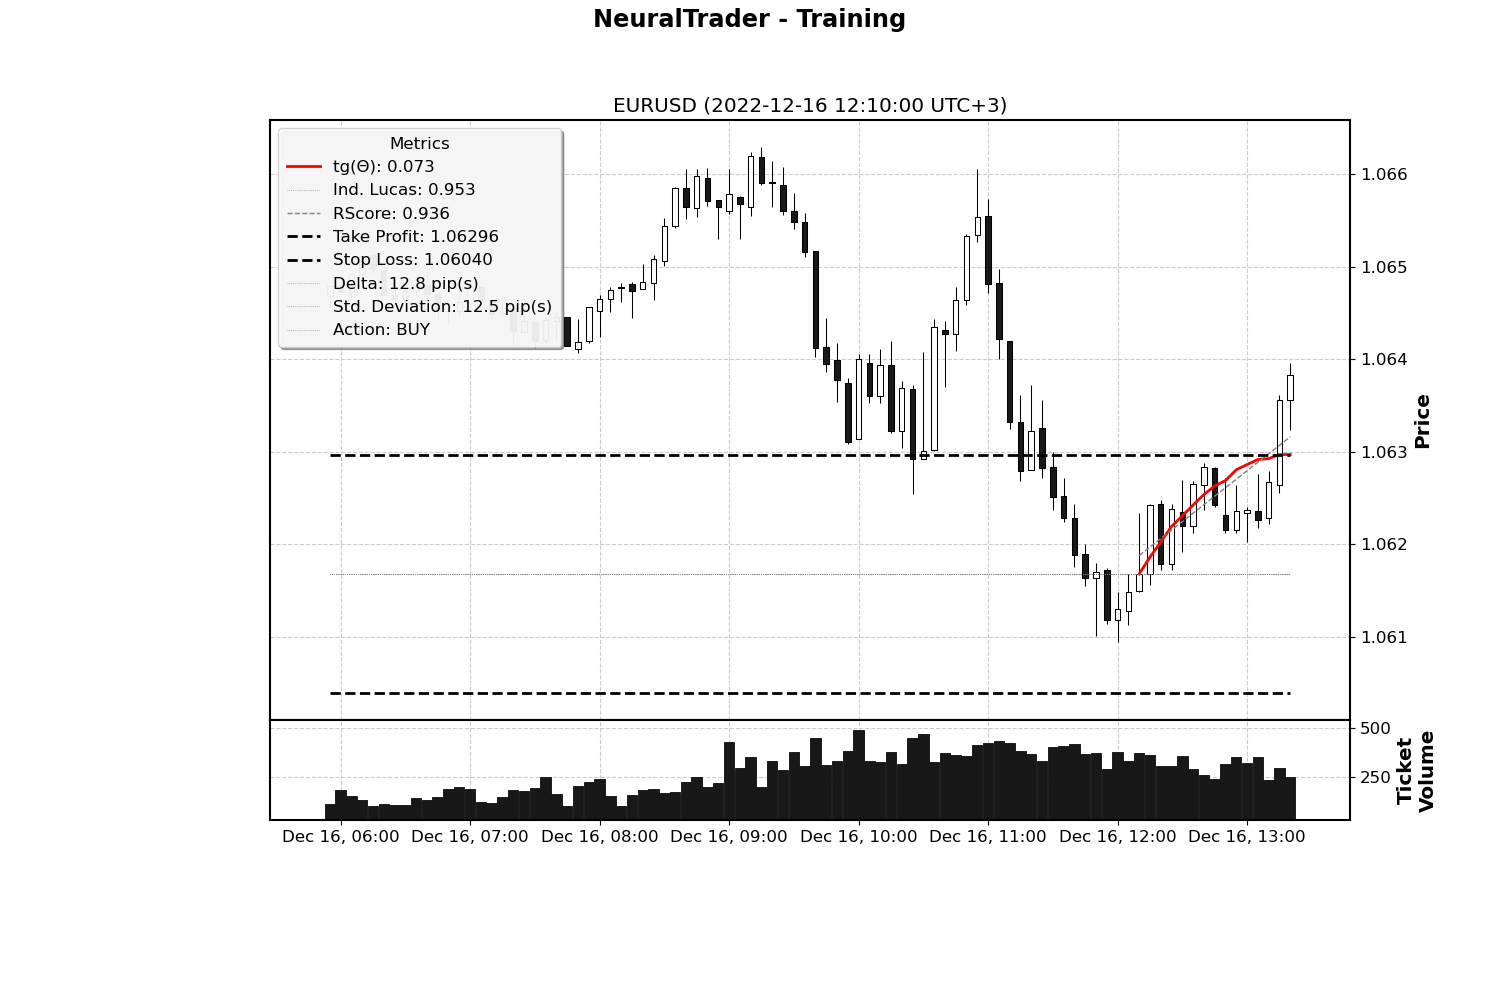 NeuralTrader - Training
EURUSD (2022-12-16 12:10:00 UTC+3)
Metrics
tg(Θ): 0.073
Ind. Lucas: 0.953
RScore: 0.936
Take Profit: 1.06296
Stop Loss: 1.06040
Delta: 12.8 pip(s)
Std. Deviation: 12.5 pip(s)
Action: BUY
1.066
1.065
1.064
1.063
1.062
1.061
Price
500
250
Ticket
Volume
Dec 16, 06:00
Dec 16, 07:00
Dec 16, 08:00
Dec 16, 09:00
Dec 16, 10:00
Dec 16, 11:00
Dec 16, 12:00
Dec 16, 13:00